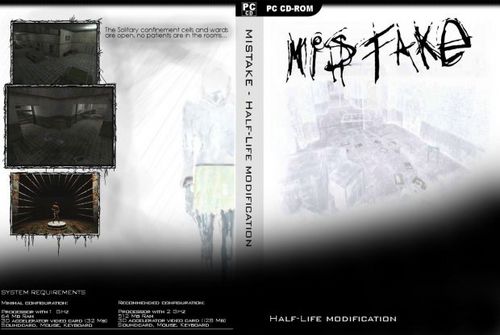 The Solitary confinement cells and wards
are open, no patients are in the rooms...
SYSTEM REQUIREMENTS
Minimal configuration:
Processor with 1 GHz
64 Mb Ram
3D accelerator video card (32 Mb)
Soundcard, Mouse, Keyboard
Recommended configuration:
Processor with 2 GHz
512 Mb Ram
3D accelerator video card (128 Mb)
Soundcard, Mouse, Keyboard
PC
CD
MISTAKE - Half-Life modification
PC
CD
PC CD-ROM
MISTAKE
Half-Life modification